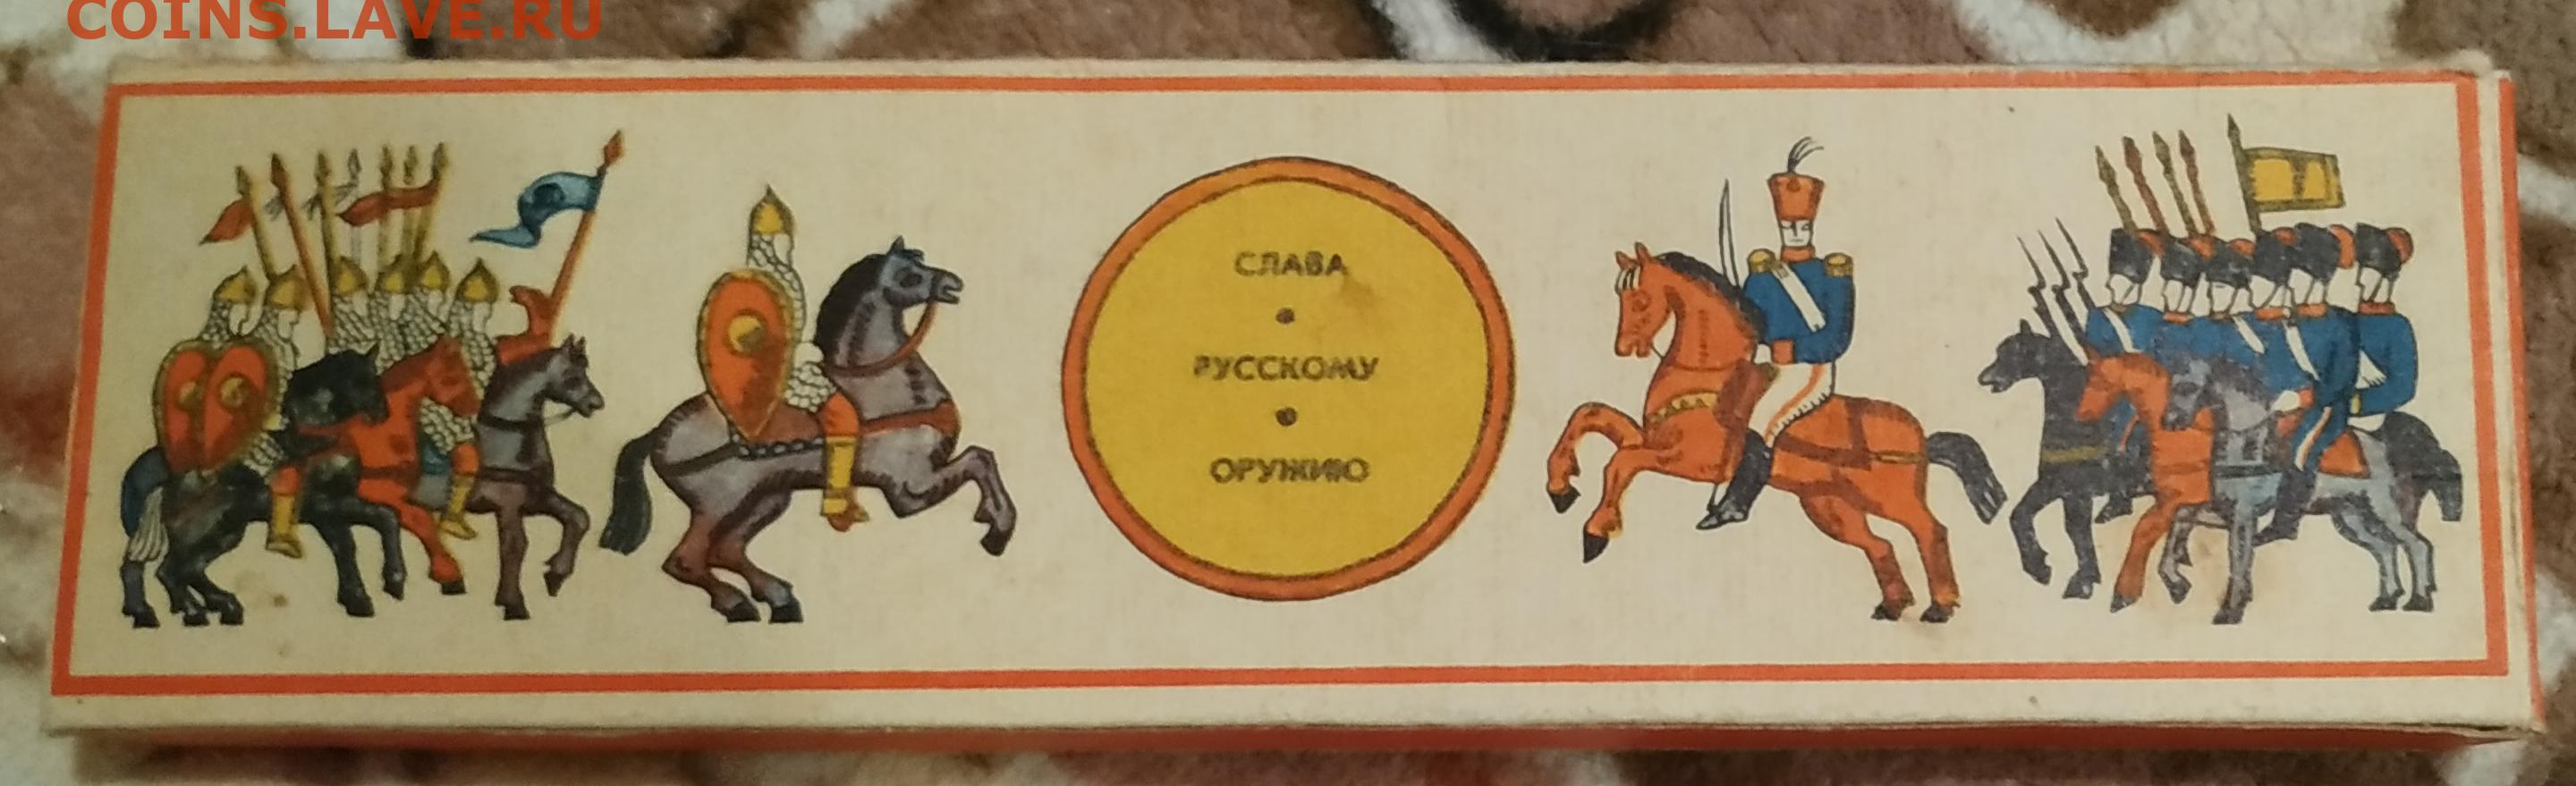 COINS.LAVE.RU
СЛАВА
•
РУССКОМУ
•
ОРУЖИЮ